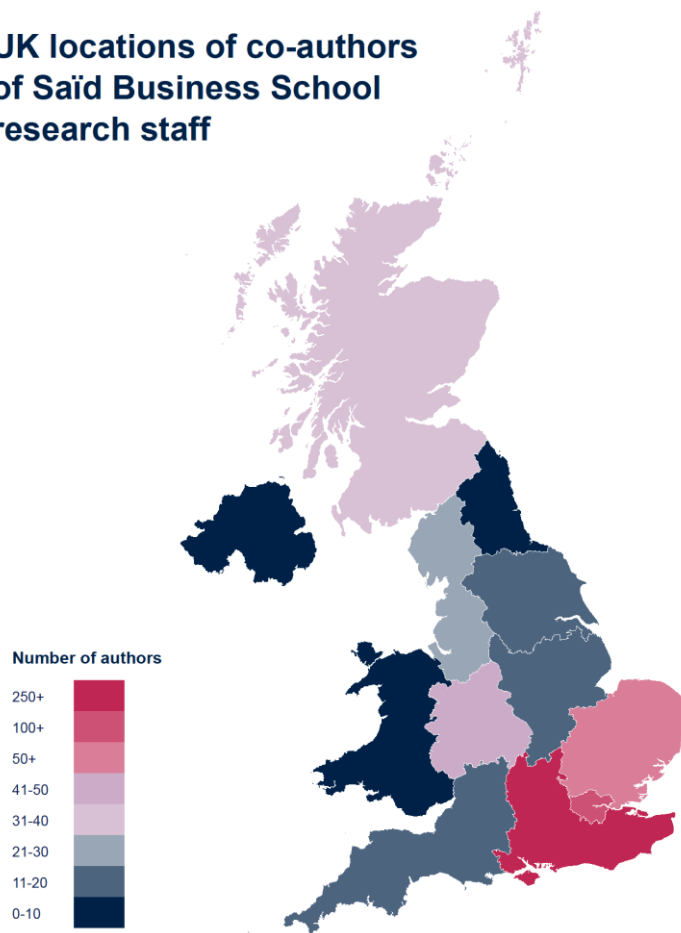 UK locations of co-authors
of Saïd Business School
research staff
Number of authors
250+
100+
50+
41-50
31-40
21-30
11-20
0-10